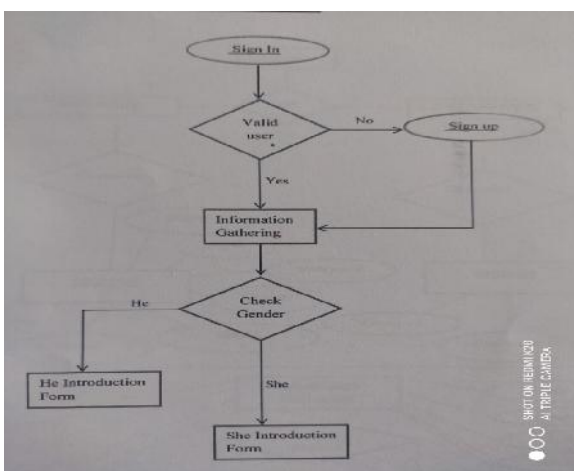 Sign In
Valid
user
No
Sign up
Yes
Information
Gathering
Check
Gender
He
He Introduction
Form
She
She Introduction
Form
SHOT ON REDMI K20
AI TRIPLE CAMERA